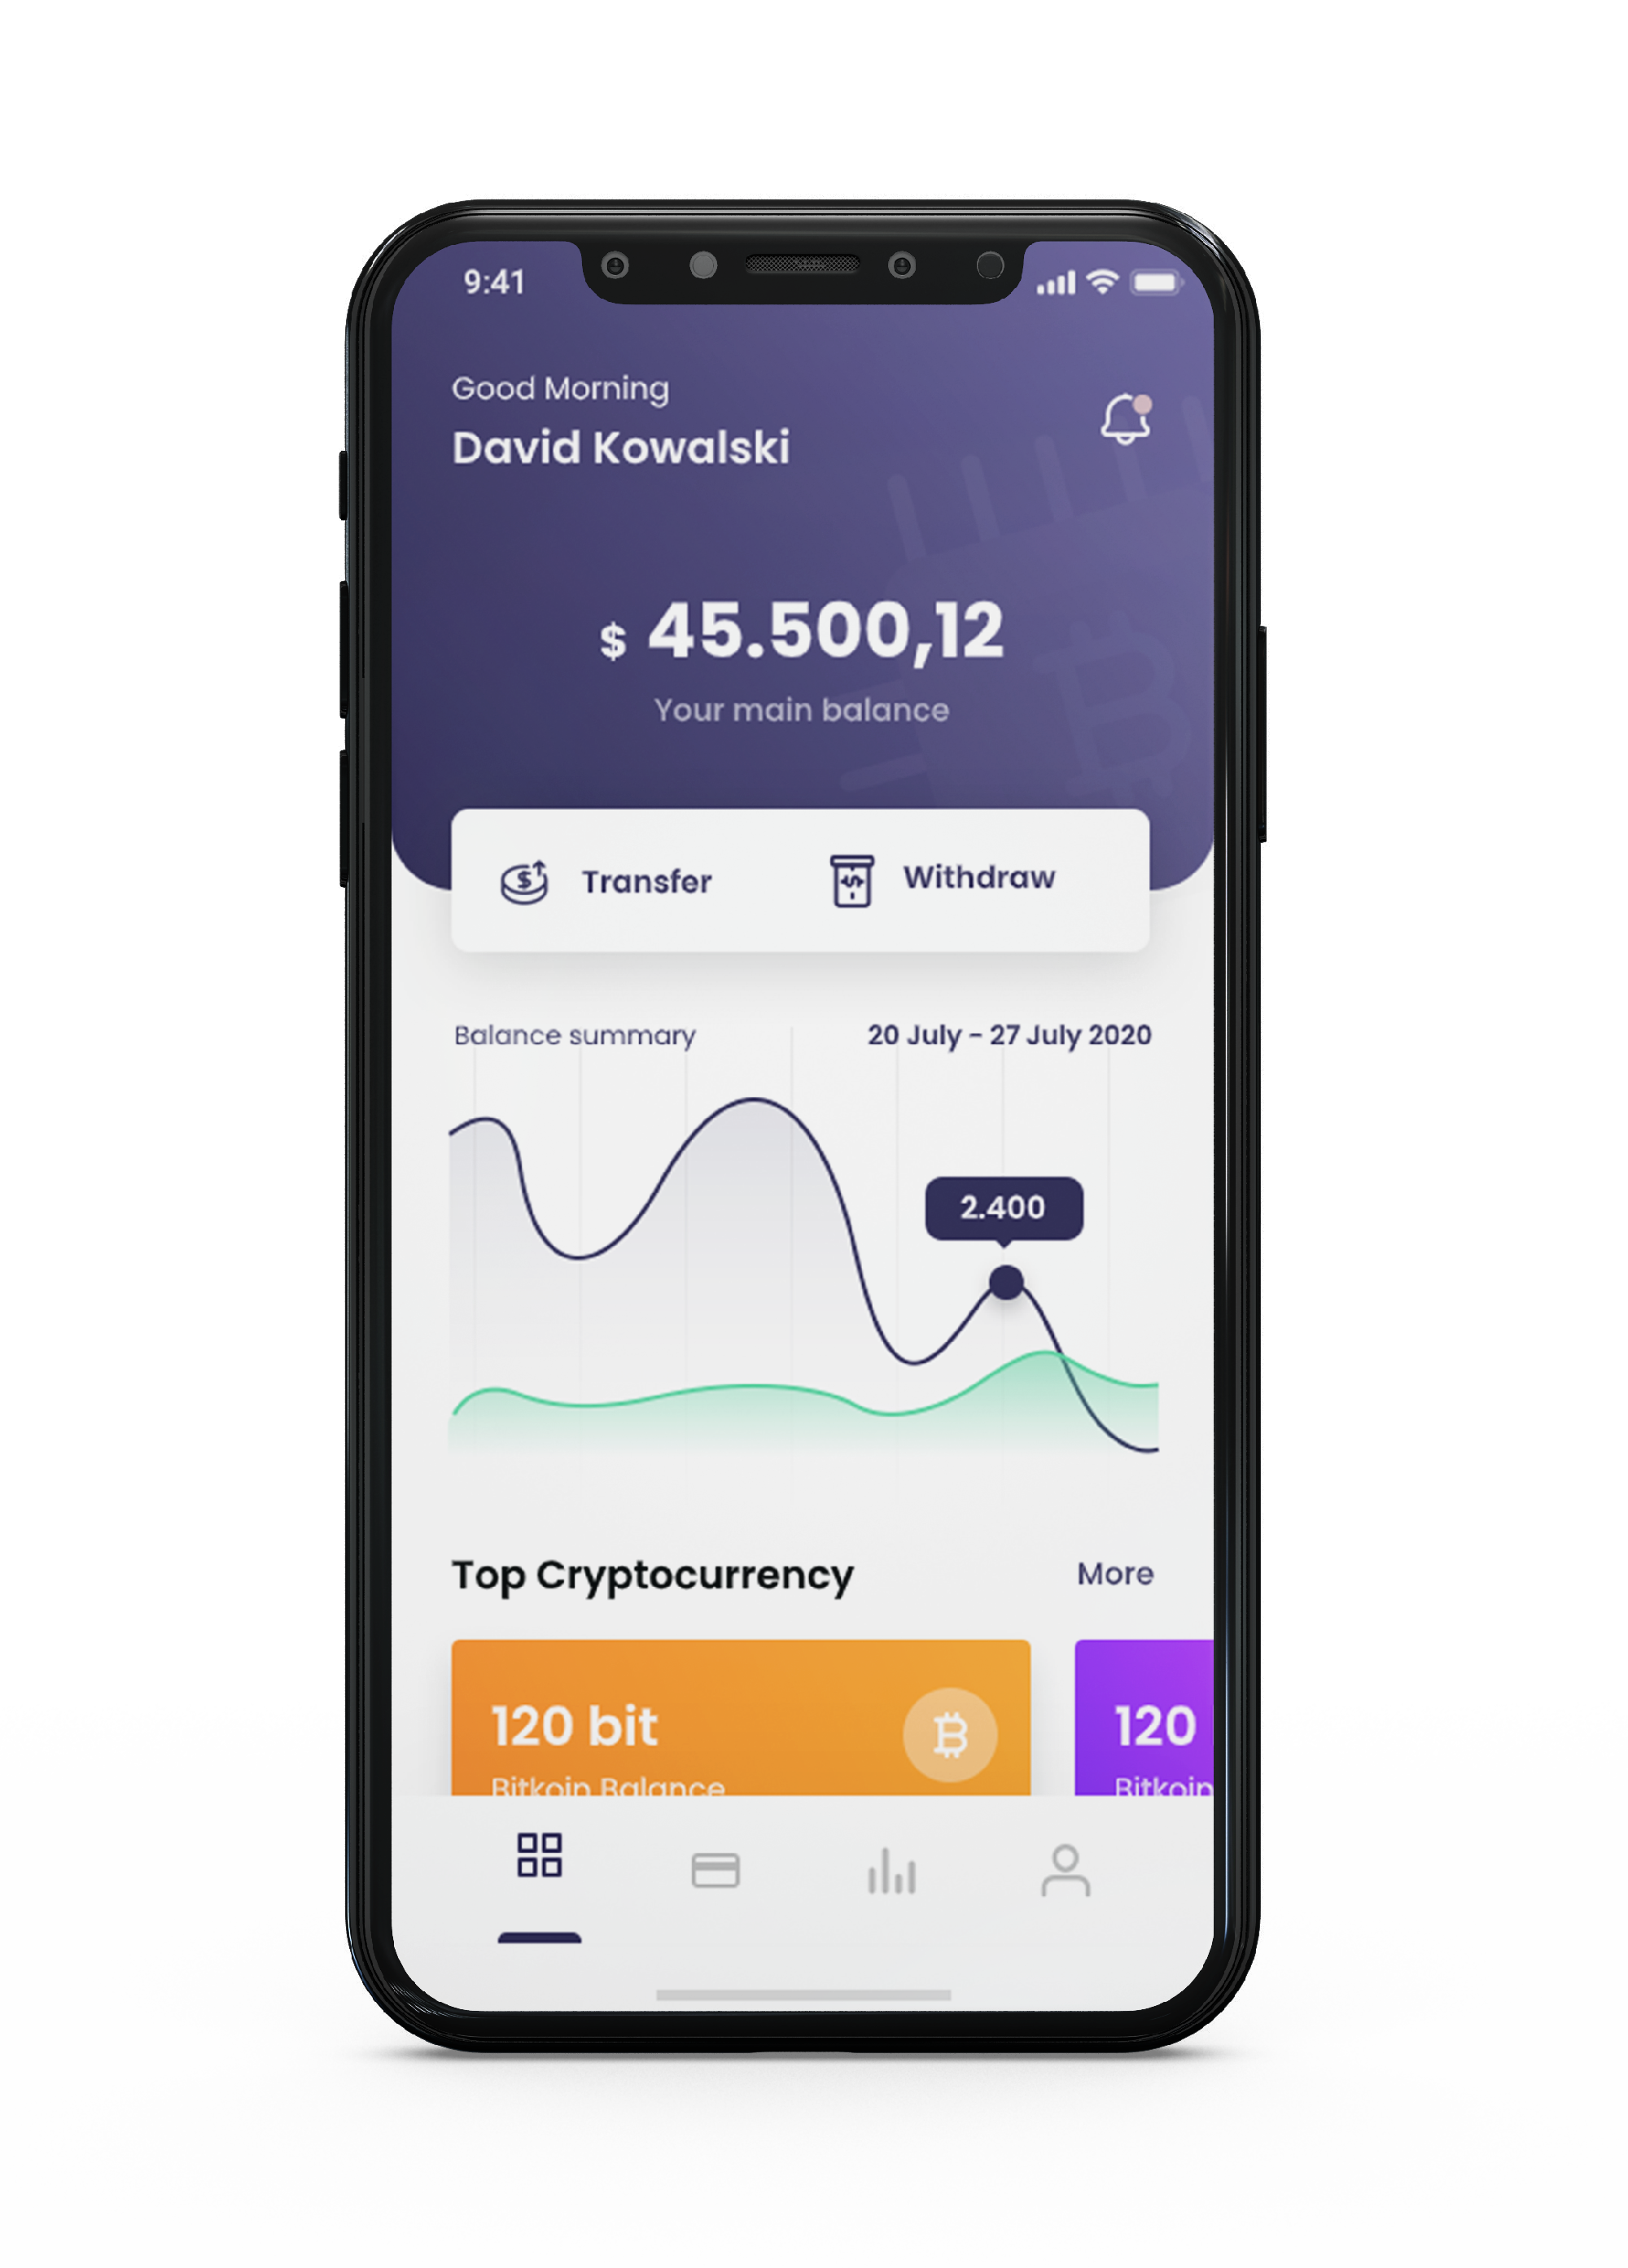 9:41
Good Morning
David Kowalski
$ 45.500,12
Your main balance
Transfer Withdraw
Balance summary 20 July - 27 July 2020
2.400
Top Cryptocurrency More
120 bit 120
Bitkoin Balance Bitkoin